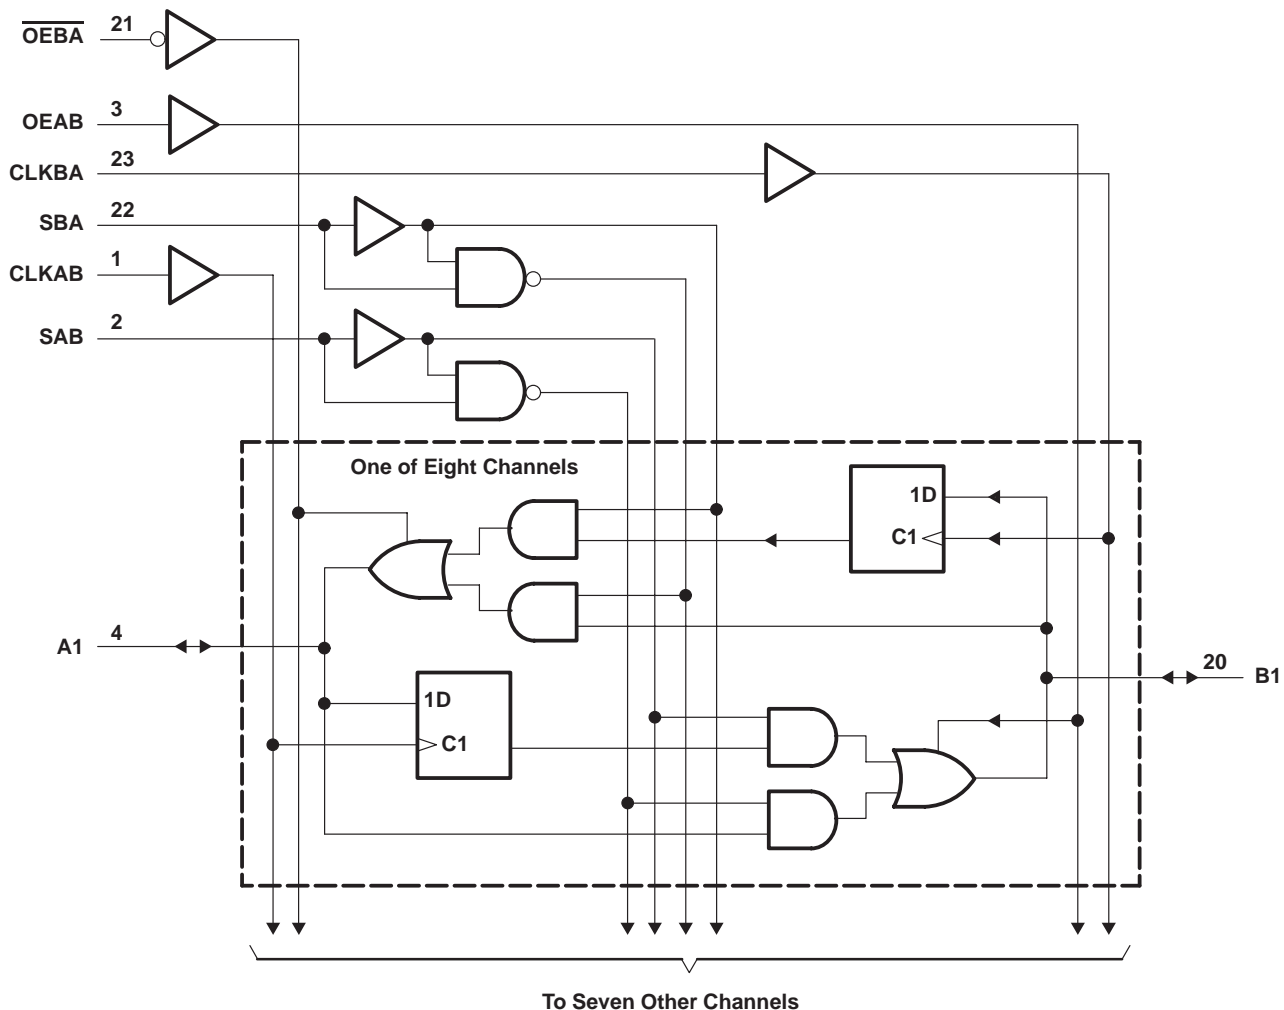 O͞E͞B͞A͞ 21
OEAB 3
CLKBA 23
SBA 22
CLKAB 1
SAB 2
One of Eight Channels
1D
C1
A1 4
1D
C1
20 B1
To Seven Other Channels